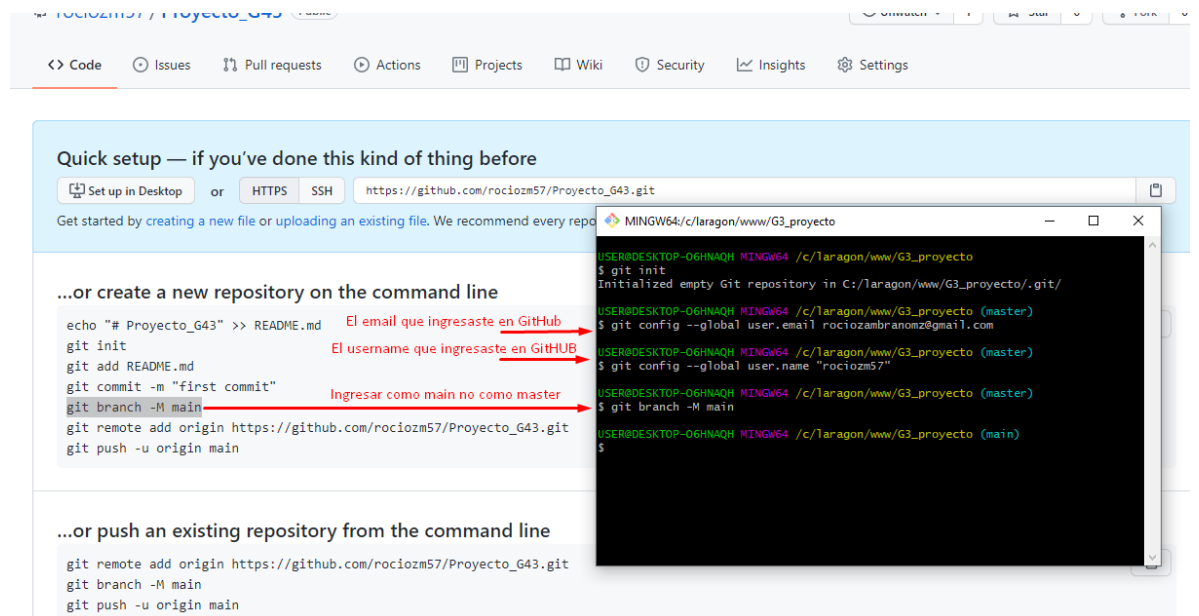 rociozm57 / Proyecto_G43 Public
Unwatch 1 Star 0 Fork 0
<> Code Issues Pull requests Actions Projects Wiki Security Insights Settings
Quick setup — if you’ve done this kind of thing before
Set up in Desktop or HTTPS SSH https://github.com/rociozm57/Proyecto_G43.git
Get started by creating a new file or uploading an existing file. We recommend every repo
...or create a new repository on the command line
echo "# Proyecto_G43" >> README.md
git init
git add README.md
git commit -m "first commit"
git branch -M main
git remote add origin https://github.com/rociozm57/Proyecto_G43.git
git push -u origin main
El email que ingresaste en GitHub
El username que ingresaste en GitHUB
Ingresar como main no como master
MINGW64:/c/laragon/www/G3_proyecto
USER@DESKTOP-O6HNAQH MINGW64 /c/laragon/www/G3_proyecto
$ git init
Initialized empty Git repository in C:/laragon/www/G3_proyecto/.git/
USER@DESKTOP-O6HNAQH MINGW64 /c/laragon/www/G3_proyecto (master)
$ git config --global user.email rociozambranomz@gmail.com
USER@DESKTOP-O6HNAQH MINGW64 /c/laragon/www/G3_proyecto (master)
$ git config --global user.name "rociozm57"
USER@DESKTOP-O6HNAQH MINGW64 /c/laragon/www/G3_proyecto (master)
$ git branch -M main
USER@DESKTOP-O6HNAQH MINGW64 /c/laragon/www/G3_proyecto (main)
$
...or push an existing repository from the command line
git remote add origin https://github.com/rociozm57/Proyecto_G43.git
git branch -M main
git push -u origin main